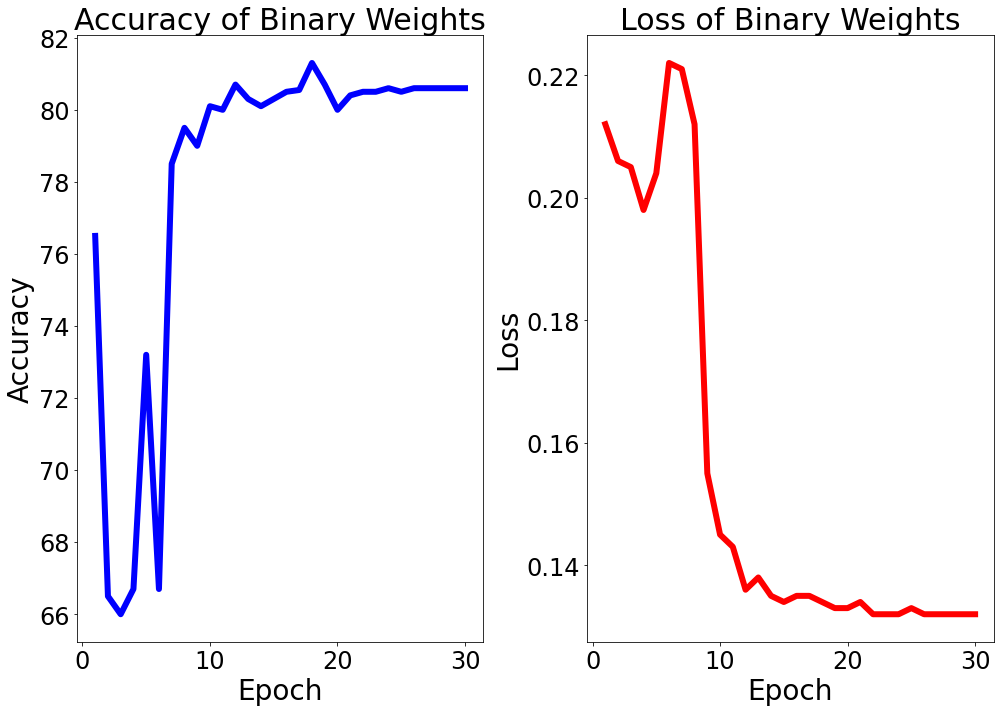 Accuracy of Binary Weights
82
80
78
76
74
72
70
68
66
Accuracy
0 10 20 30
Epoch
Loss of Binary Weights
0.22
0.20
0.18
0.16
0.14
Loss
0 10 20 30
Epoch